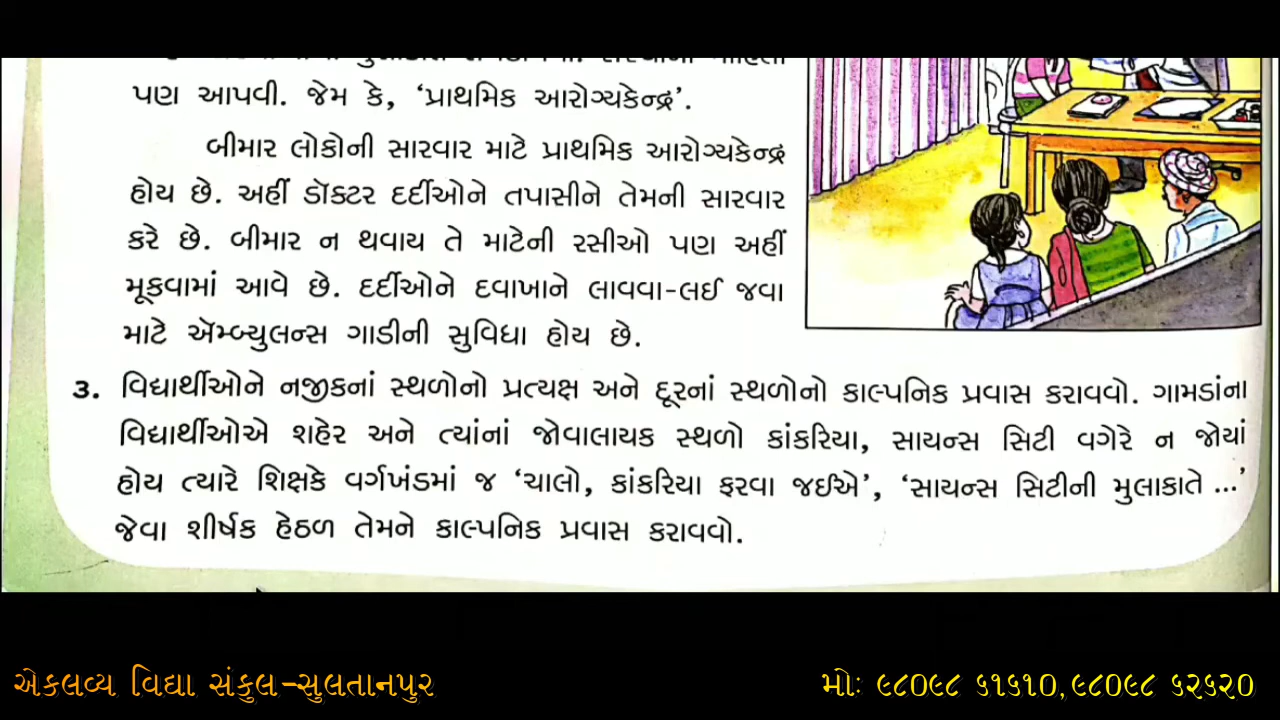 પણ આપવી. જેમ કે, ‘પ્રાથમિક આરોગ્યકેન્દ્ર’.
બીમાર લોકોની સારવાર માટે પ્રાથમિક આરોગ્યકેન્દ્ર
હોય છે. અહીં ડૉક્ટર દર્દીઓને તપાસીને તેમની સારવાર
કરે છે. બીમાર ન થવાય તે માટેની રસીઓ પણ અહીં
મૂકવામાં આવે છે. દર્દીઓને દવાખાને લાવવા-લઈ જવા
માટે ઍમ્બ્યુલન્સ ગાડીની સુવિધા હોય છે.
3. વિદ્યાર્થીઓને નજીકનાં સ્થળોનો પ્રત્યક્ષ અને દૂરનાં સ્થળોનો કાલ્પનિક પ્રવાસ કરાવવો. ગામડાંના
વિદ્યાર્થીઓએ શહેર અને ત્યાંનાં જોવાલાયક સ્થળો કાંકરિયા, સાયન્સ સિટી વગેરે ન જોયાં
હોય ત્યારે શિક્ષકે વર્ગખંડમાં જ ‘ચાલો, કાંકરિયા ફરવા જઈએ’, ‘સાયન્સ સિટીની મુલાકાતે ...’
જેવા શીર્ષક હેઠળ તેમને કાલ્પનિક પ્રવાસ કરાવવો.
એકલવ્ય વિદ્યા સંકુલ-સુલતાનપુર
મોઃ ૯૮૦૯૮ ૬૧૬૧૦,૯૮૦૯૮ ૬૨૬૨૦